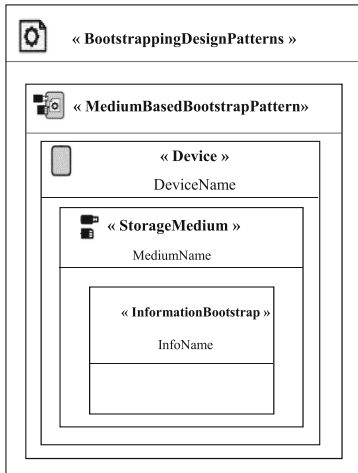 « BootstrappingDesignPatterns »
« MediumBasedBootstrapPattern»
« Device »
DeviceName
« StorageMedium »
MediumName
« InformationBootstrap »
InfoName